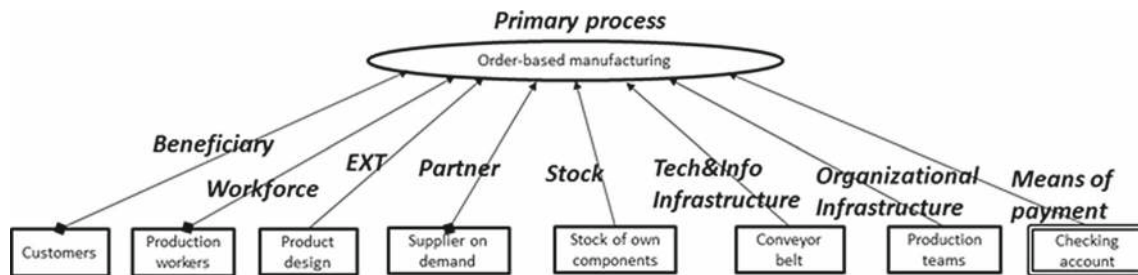 Primary process
Order-based manufacturing
Beneficiary
Workforce
EXT
Partner
Stock
Tech&Info
Infrastructure
Organizational
Infrastructure
Means of
payment
Customers
Production
workers
Product
design
Supplier on
demand
Stock of own
components
Conveyor
belt
Production
teams
Checking
account